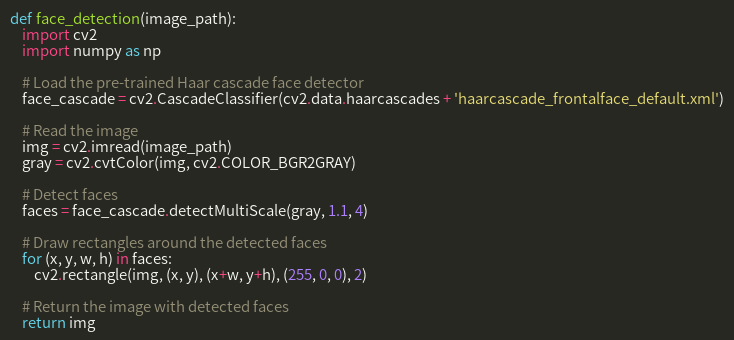 def face_detection(image_path):
    import cv2
    import numpy as np

    # Load the pre-trained Haar cascade face detector
    face_cascade = cv2.CascadeClassifier(cv2.data.haarcascades + 'haarcascade_frontalface_default.xml')

    # Read the image
    img = cv2.imread(image_path)
    gray = cv2.cvtColor(img, cv2.COLOR_BGR2GRAY)

    # Detect faces
    faces = face_cascade.detectMultiScale(gray, 1.1, 4)

    # Draw rectangles around the detected faces
    for (x, y, w, h) in faces:
        cv2.rectangle(img, (x, y), (x+w, y+h), (255, 0, 0), 2)

    # Return the image with detected faces
    return img